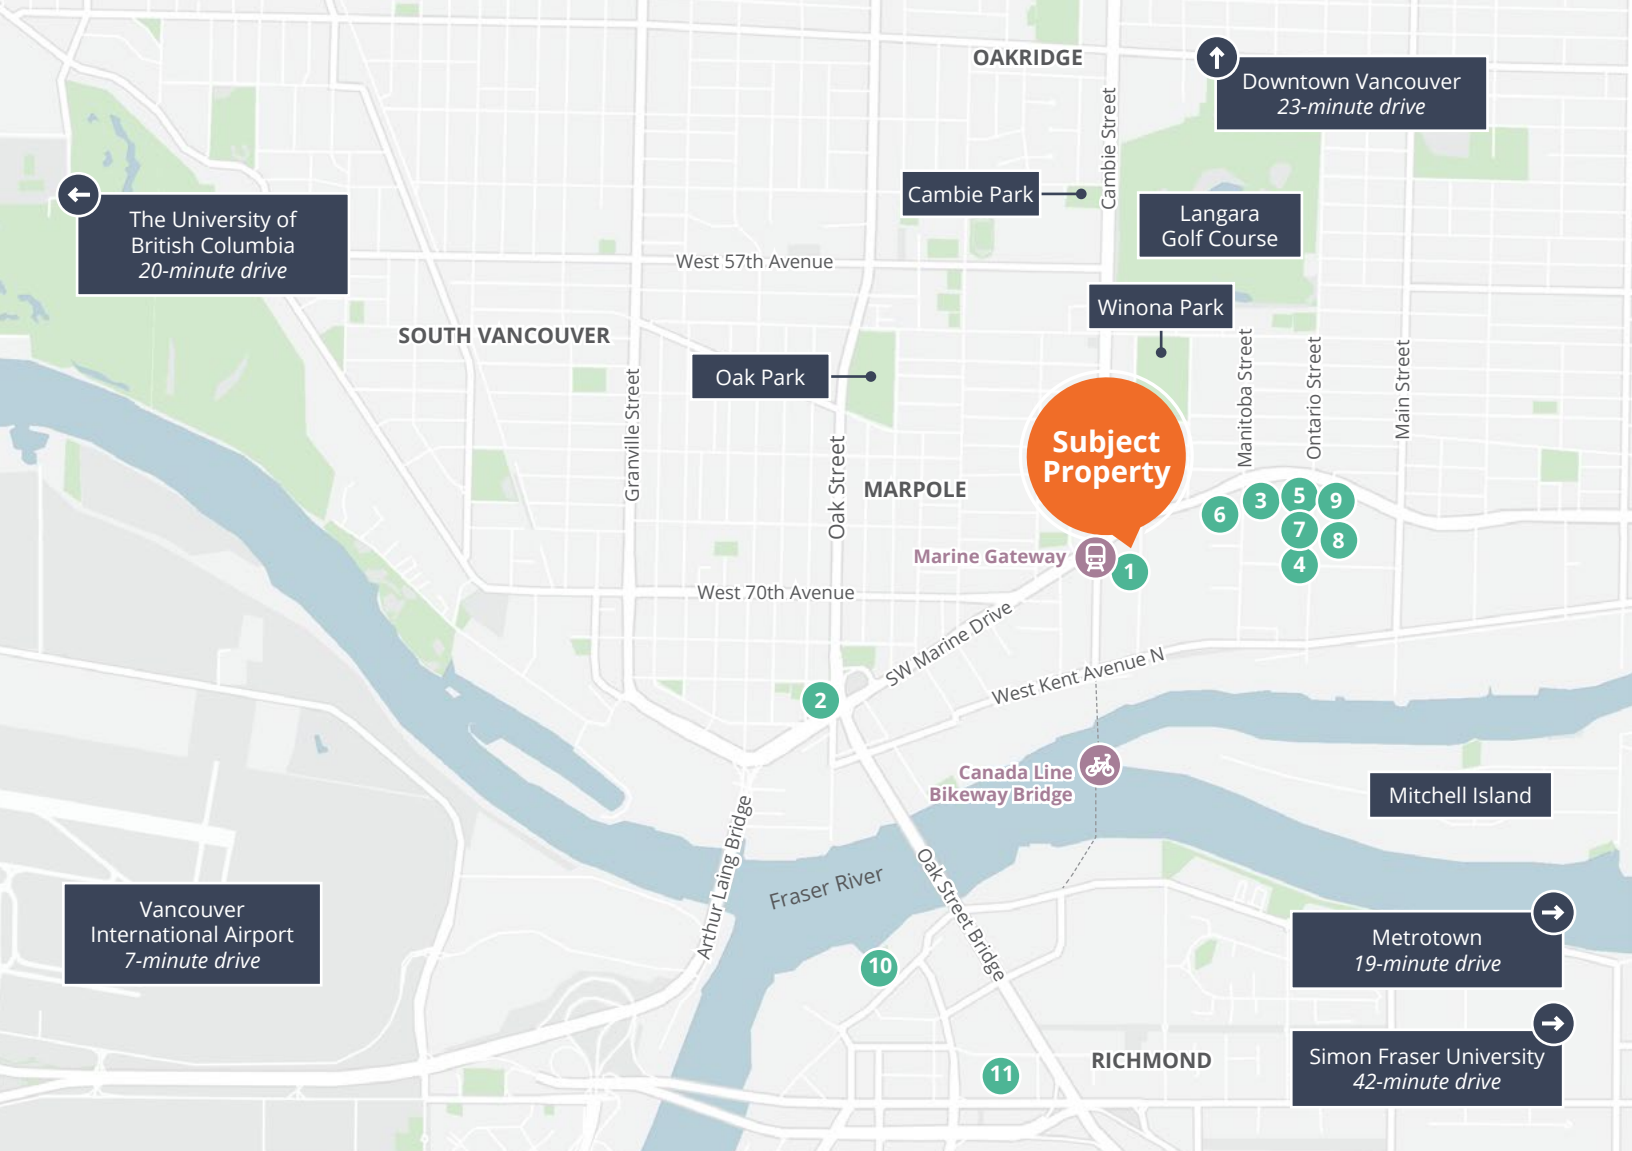 OAKRIDGE
Downtown Vancouver
23-minute drive
Cambie Street
Cambie Park
Langara
Golf Course
The University of
British Columbia
20-minute drive
West 57th Avenue
Winona Park
SOUTH VANCOUVER
Oak Park
Granville Street
Oak Street
MARPOLE
Subject
Property
Manitoba Street
Ontario Street
Main Street
6
3
5
9
7
8
4
Marine Gateway
1
West 70th Avenue
SW Marine Drive
West Kent Avenue N
2
Canada Line
Bikeway Bridge
Mitchell Island
Arthur Laing Bridge
Fraser River
Oak Street Bridge
Vancouver
International Airport
7-minute drive
10
Metrotown
19-minute drive
11
RICHMOND
Simon Fraser University
42-minute drive